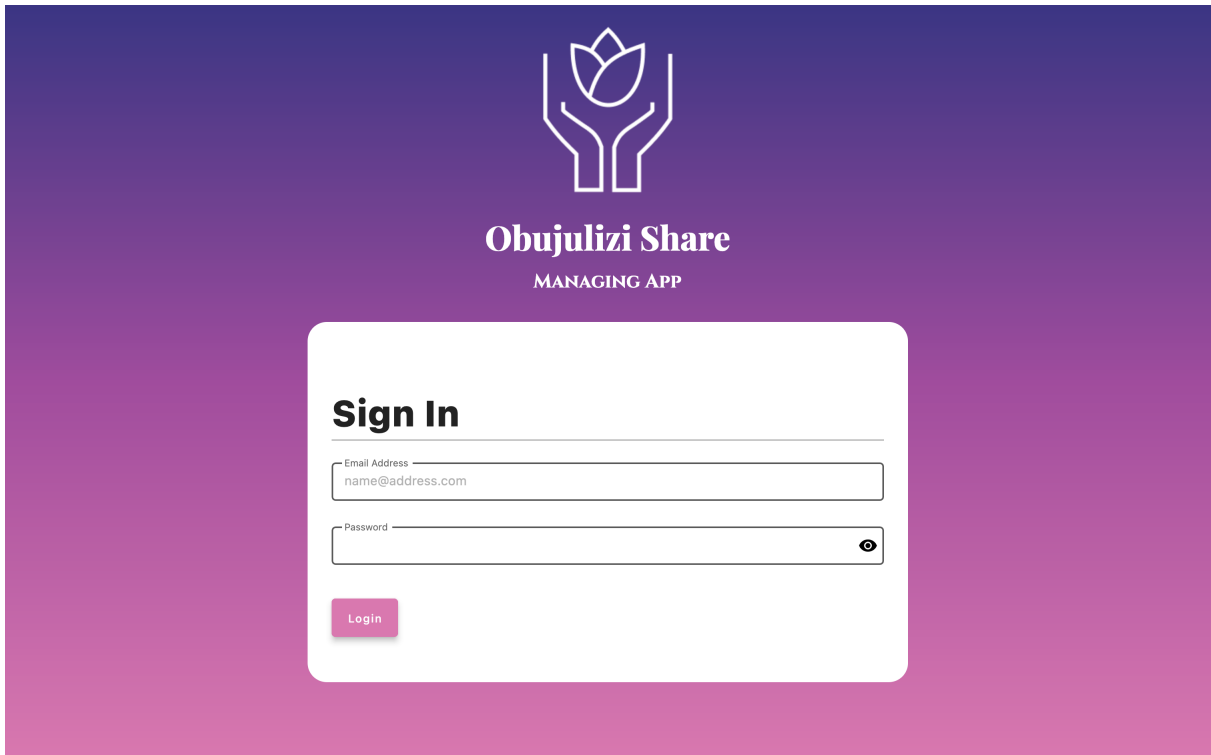 Obujulizi Share
Managing App
Sign In
Email Address
name@address.com
Password
Login